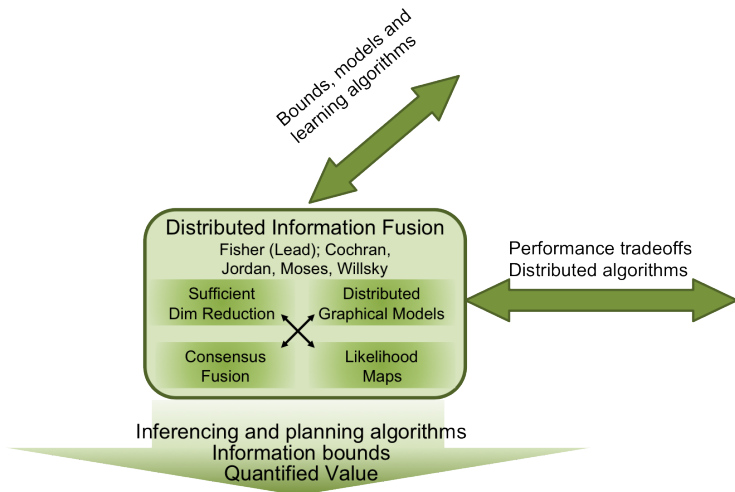 Bounds, models and
learning algorithms
Distributed Information Fusion
Fisher (Lead); Cochran,
Jordan, Moses, Willsky
Sufficient
Dim Reduction
Distributed
Graphical Models
Consensus
Fusion
Likelihood
Maps
Performance tradeoffs
Distributed algorithms
Inferencing and planning algorithms
Information bounds
Quantified Value